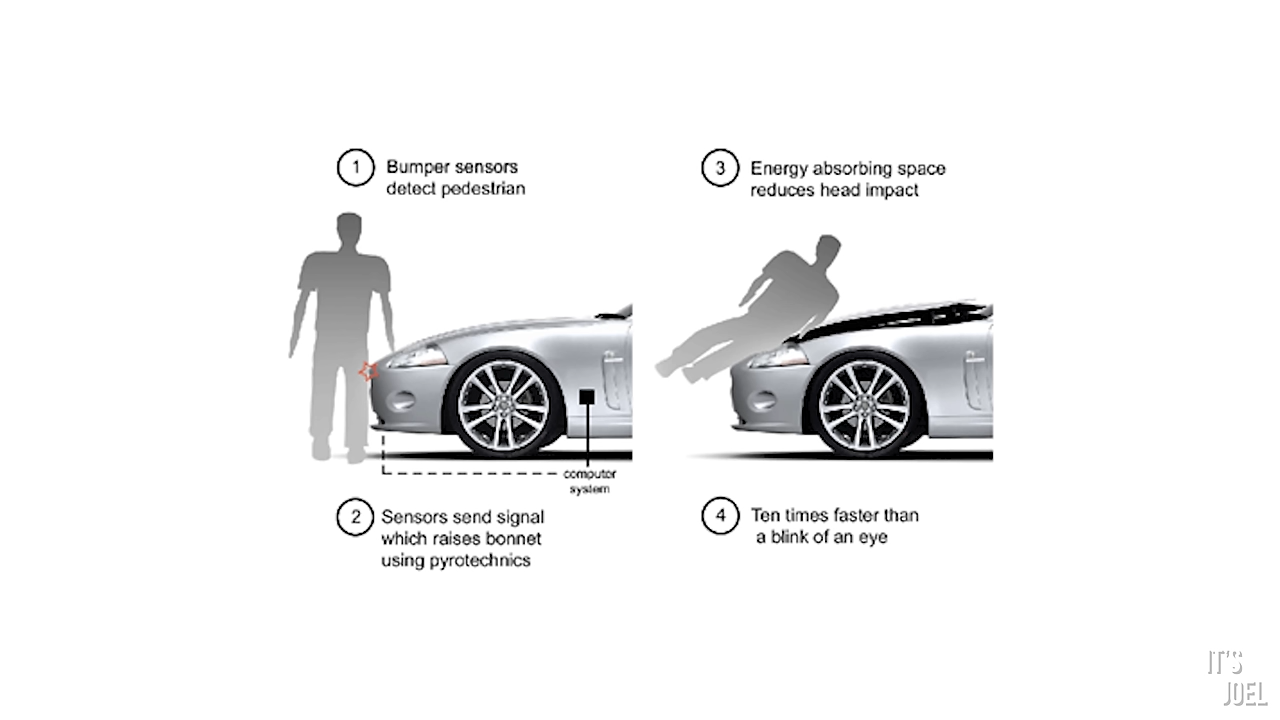 1
Bumper sensors
detect pedestrian
computer
system
2
Sensors send signal
which raises bonnet
using pyrotechnics
3
Energy absorbing space
reduces head impact
4
Ten times faster than
a blink of an eye
IT'S
JOEL